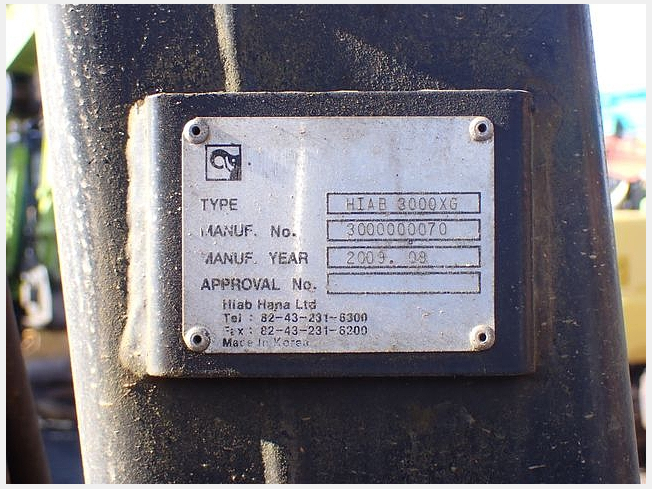 TYPE HIAB 3000XG
MANUF. No. 3000000070
MANUF. YEAR 2009. 09
APPROVAL No.
Hiab Hana Ltd
Tel : 82-43-231-6300
Fax : 82-43-231-6200
Made In Korea